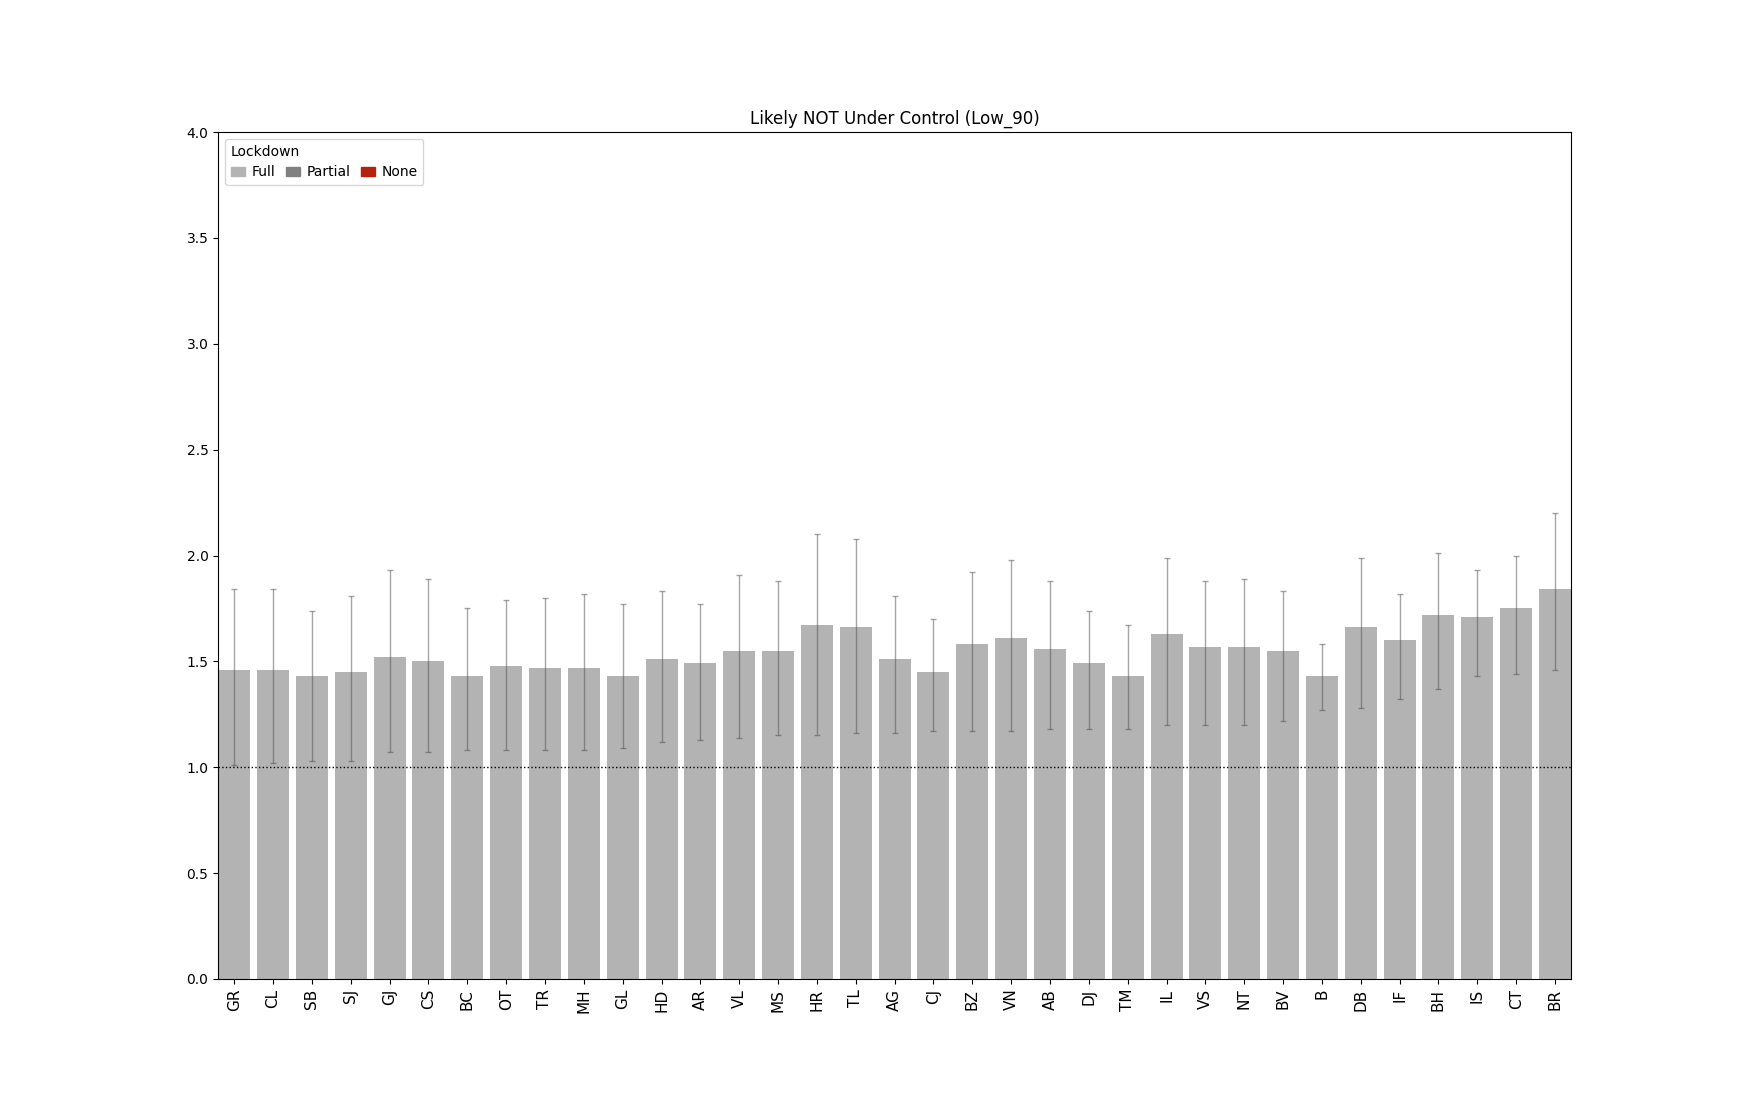 Likely NOT Under Control (Low_90)
4.0
Lockdown
Full Partial None
3.5
3.0
2.5
2.0
1.5
1.0
0.5
0.0
GR CL SB SJ GJ CS BC OT TR MH GL HD AR VL MS HR TL AG CJ BZ VN AB DJ TM IL VS NT BV B DB IF BH IS CT BR